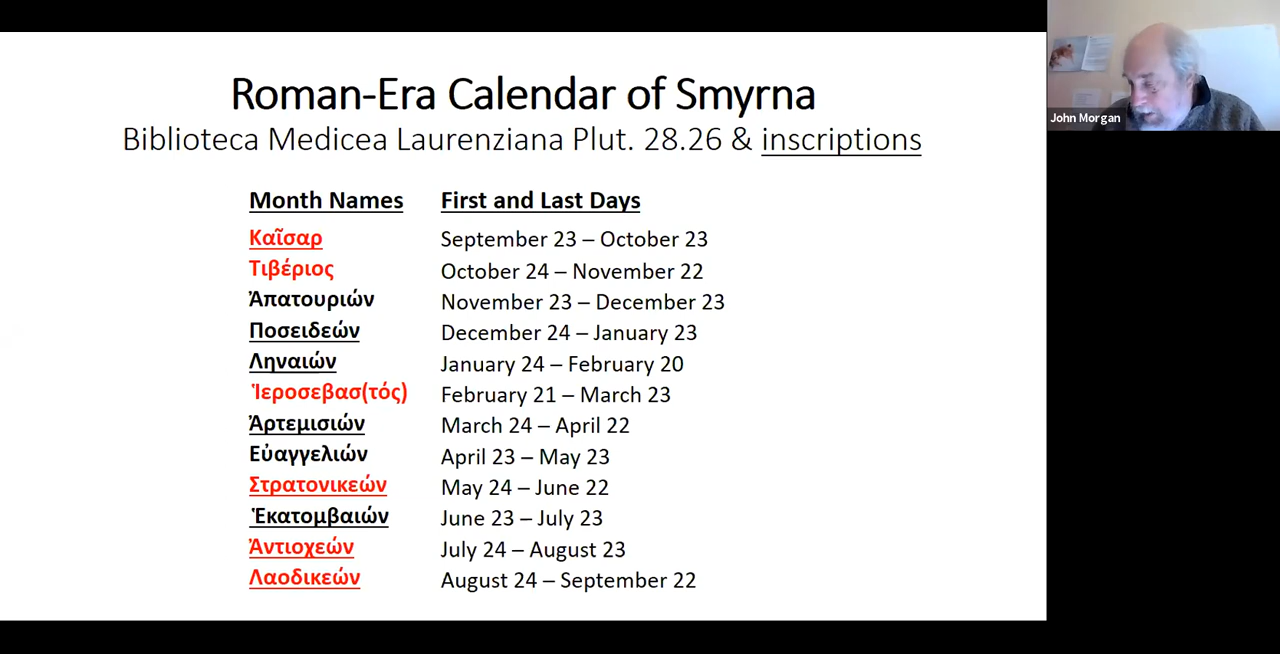 Roman-Era Calendar of Smyrna
Biblioteca Medicea Laurenziana Plut. 28.26 & inscriptions
Month Names First and Last Days
Καῖσαρ September 23 – October 23
Τιβέριος October 24 – November 22
Ἀπατουριών November 23 – December 23
Ποσειδεών December 24 – January 23
Ληναιών January 24 – February 20
Ἱεροσεβασ(τός) February 21 – March 23
Ἀρτεμισιών March 24 – April 22
Εὐαγγελιών April 23 – May 23
Στρατονικεών May 24 – June 22
Ἑκατομβαιών June 23 – July 23
Ἀντιοχεών July 24 – August 23
Λαοδικεών August 24 – September 22
John Morgan